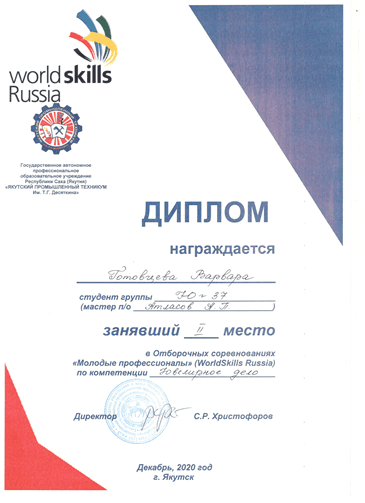 worldskills
Russia
Государственное автономное
профессиональное
образовательное учреждение
Республики Саха (Якутия)
«ЯКУТСКИЙ ПРОМЫШЛЕННЫЙ ТЕХНИКУМ
Им. Т.Г. Десяткина»
ДИПЛОМ
награждается
Готовцева Варвара
студент группы Ю-37
(мастер п/о Атласов )
занявший II место
в Отборочных соревнованиях
«Молодые профессионалы» (WorldSkills Russia)
по компетенции Ювелирное дело
Директор С.Р. Христофоров
Декабрь, 2020 год
г. Якутск